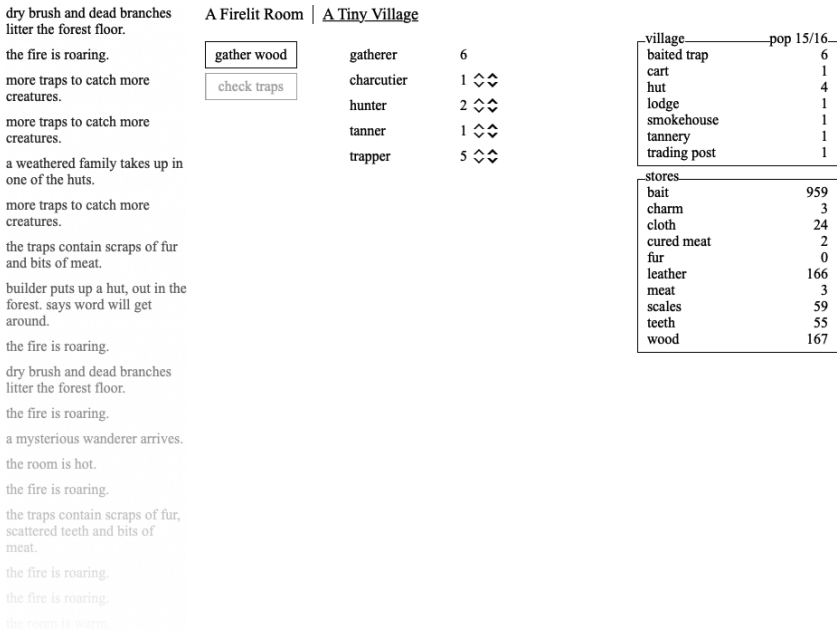 dry brush and dead branches
litter the forest floor.
the fire is roaring.
more traps to catch more
creatures.
more traps to catch more
creatures.
a weathered family takes up in
one of the huts.
more traps to catch more
creatures.
the traps contain scraps of fur
and bits of meat.
builder puts up a hut, out in the
forest. says word will get
around.
the fire is roaring.
dry brush and dead branches
litter the forest floor.
the fire is roaring.
a mysterious wanderer arrives.
the room is hot.
the fire is roaring.
the traps contain scraps of fur,
scattered teeth and bits of
meat.
the fire is roaring.
the fire is roaring.
the room is warm.
A Firelit Room | A Tiny Village
gather wood
check traps
gatherer 6
charcutier 1
hunter 2
tanner 1
trapper 5
village pop 15/16
baited trap 6
cart 1
hut 4
lodge 1
smokehouse 1
tannery 1
trading post 1
stores
bait 959
charm 3
cloth 24
cured meat 2
fur 0
leather 166
meat 3
scales 59
teeth 55
wood 167